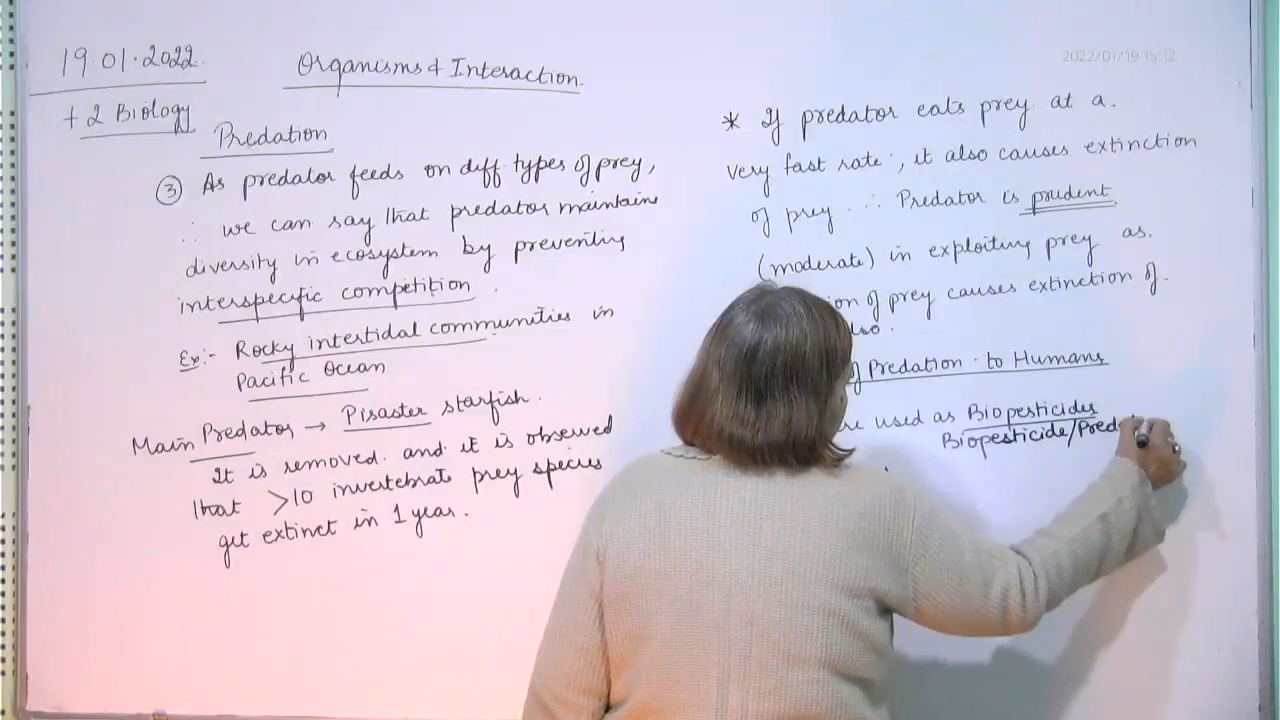 19.01.2022
+2 Biology
Organisms & Interaction.
Predation
③ As predator feeds on diff types of prey,
∴ we can say that predator maintains
diversity in ecosystem by preventing
interspecific competition.
Ex:- Rocky intertidal communities in
Pacific Ocean
Main Predator → Pisaster starfish.
It is removed. and it is observed
that >10 invertebrate prey species
get extinct in 1 year.
2022/01/19 15:12
* If predator eats prey at a.
very fast rate, it also causes extinction
of prey. ∴ Predator is prudent
(moderate) in exploiting prey as.
of prey causes extinction of.
of Predation to Humans
used as Biopesticides
Biopesticide/Pred